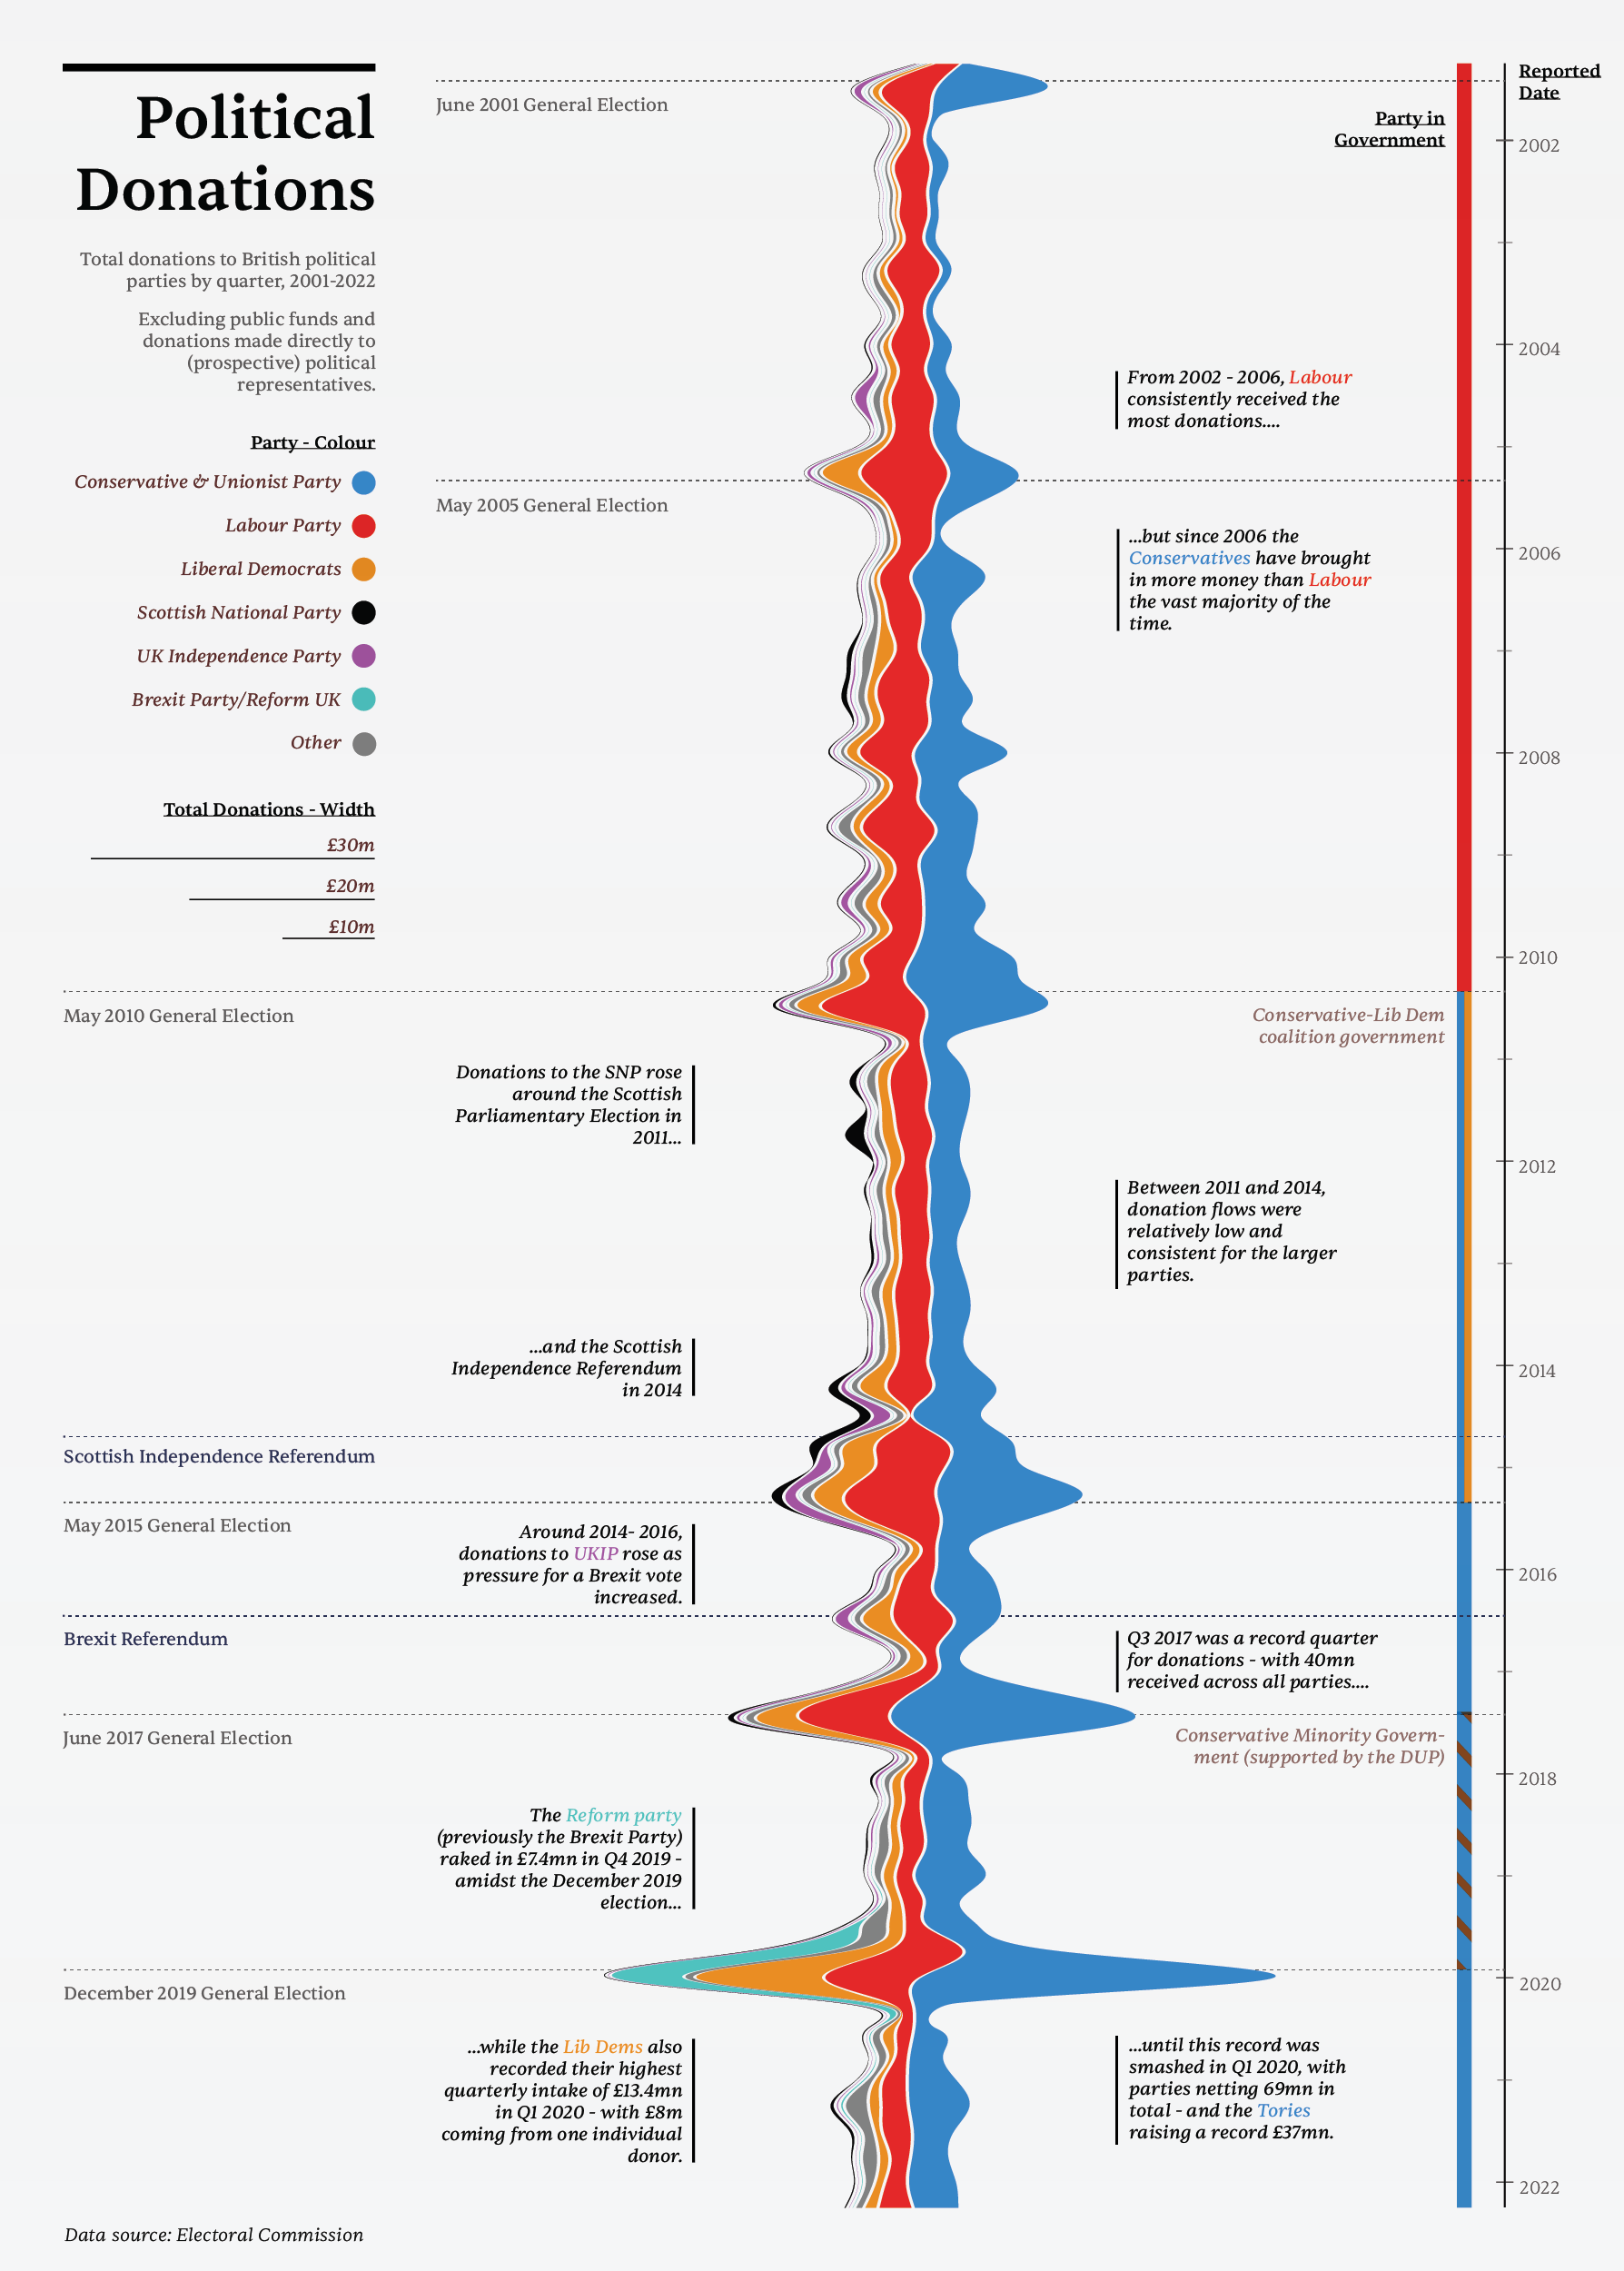 Political
Donations
Total donations to British political
parties by quarter, 2001-2022
Excluding public funds and
donations made directly to
(prospective) political
representatives.
Party - Colour
Conservative & Unionist Party
Labour Party
Liberal Democrats
Scottish National Party
UK Independence Party
Brexit Party/Reform UK
Other
Total Donations - Width
£30m
£20m
£10m
June 2001 General Election
Party in
Government
Reported
Date
2002
2004
From 2002 - 2006, Labour
consistently received the
most donations....
May 2005 General Election
...but since 2006 the
Conservatives have brought
in more money than Labour
the vast majority of the
time.
2006
2008
2010
May 2010 General Election
Conservative-Lib Dem
coalition government
Donations to the SNP rose
around the Scottish
Parliamentary Election in
2011...
2012
Between 2011 and 2014,
donation flows were
relatively low and
consistent for the larger
parties.
...and the Scottish
Independence Referendum
in 2014
2014
Scottish Independence Referendum
May 2015 General Election
Around 2014- 2016,
donations to UKIP rose as
pressure for a Brexit vote
increased.
2016
Brexit Referendum
Q3 2017 was a record quarter
for donations - with 40mn
received across all parties....
June 2017 General Election
Conservative Minority Govern-
ment (supported by the DUP)
2018
The Reform party
(previously the Brexit Party)
raked in £7.4mn in Q4 2019 -
amidst the December 2019
election...
2020
December 2019 General Election
...while the Lib Dems also
recorded their highest
quarterly intake of £13.4mn
in Q1 2020 - with £8m
coming from one individual
donor.
...until this record was
smashed in Q1 2020, with
parties netting 69mn in
total - and the Tories
raising a record £37mn.
2022
Data source: Electoral Commission